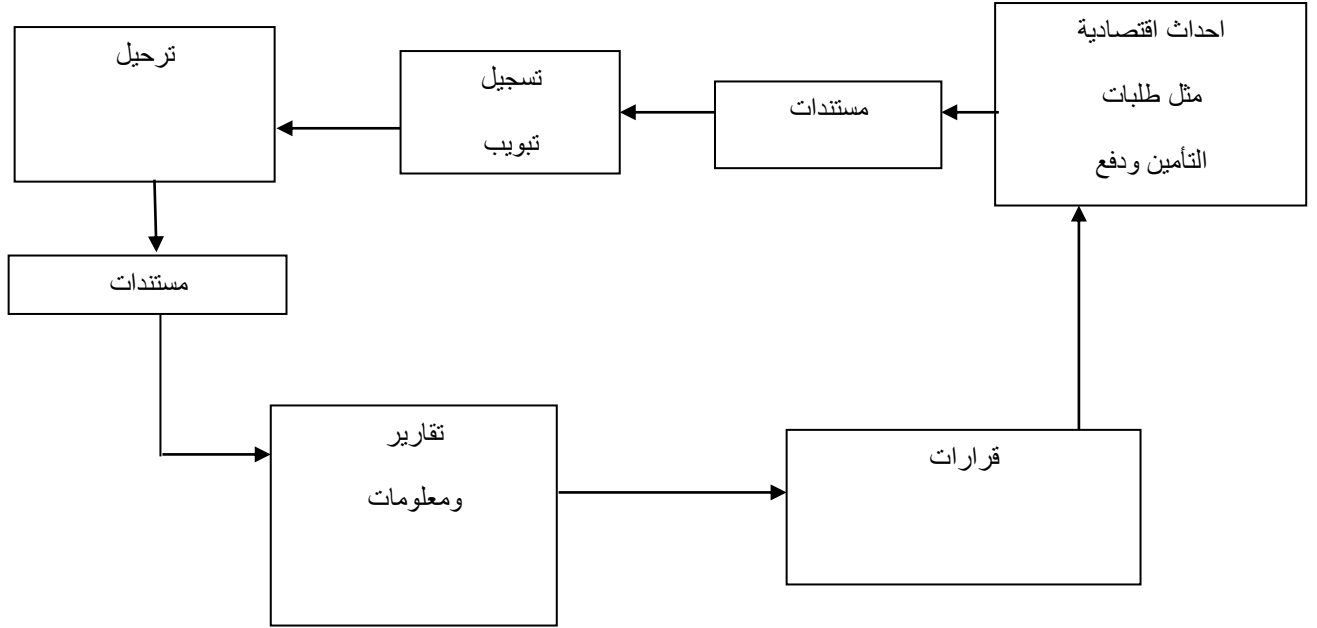 احداث اقتصادية
مثل طلبات
التأمين ودفع
مستندات
تسجيل
تبويب
ترحيل
مستندات
تقارير
ومعلومات
قرارات